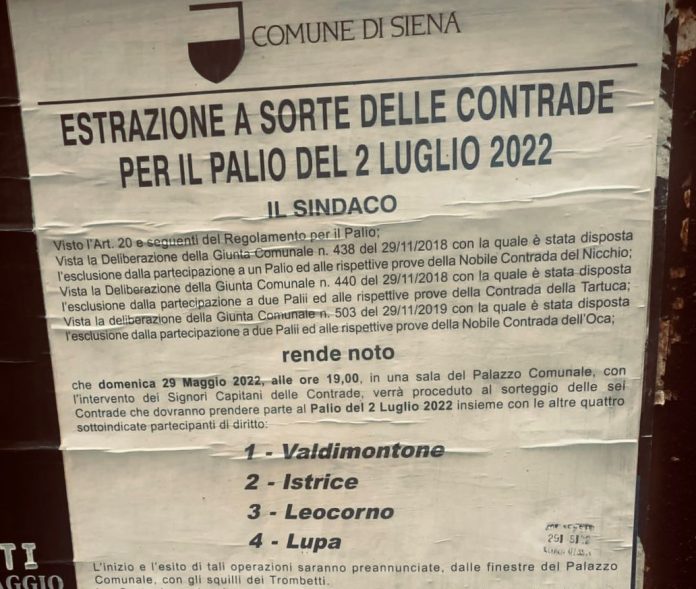 COMUNE DI SIENA
ESTRAZIONE A SORTE DELLE CONTRADE
PER IL PALIO DEL 2 LUGLIO 2022
IL SINDACO
Visto l'Art. 20 e seguenti del Regolamento per il Palio;
Vista la Deliberazione della Giunta Comunale n. 438 del 29/11/2018 con la quale è stata disposta
l'esclusione dalla partecipazione a un Palio ed alle rispettive prove della Nobile Contrada del Nicchio;
Vista la Deliberazione della Giunta Comunale n. 440 del 29/11/2018 con la quale è stata disposta
l'esclusione dalla partecipazione a due Palii ed alle rispettive prove della Contrada della Tartuca;
Vista la deliberazione della Giunta Comunale n. 503 del 29/11/2019 con la quale è stata disposta
l'esclusione dalla partecipazione a due Palii ed alle rispettive prove della Nobile Contrada dell'Oca;
rende noto
che domenica 29 Maggio 2022, alle ore 19,00, in una sala del Palazzo Comunale, con
l'intervento dei Signori Capitani delle Contrade, verrà proceduto al sorteggio delle sei
Contrade che dovranno prendere parte al Palio del 2 Luglio 2022 insieme con le altre quattro
sottoindicate partecipanti di diritto:
1 - Valdimontone
2 - Istrice
3 - Leocorno
4 - Lupa
L'inizio e l'esito di tali operazioni saranno preannunciate, dalle finestre del Palazzo
Comunale, con gli squilli dei Trombetti.
TI
AGGIO